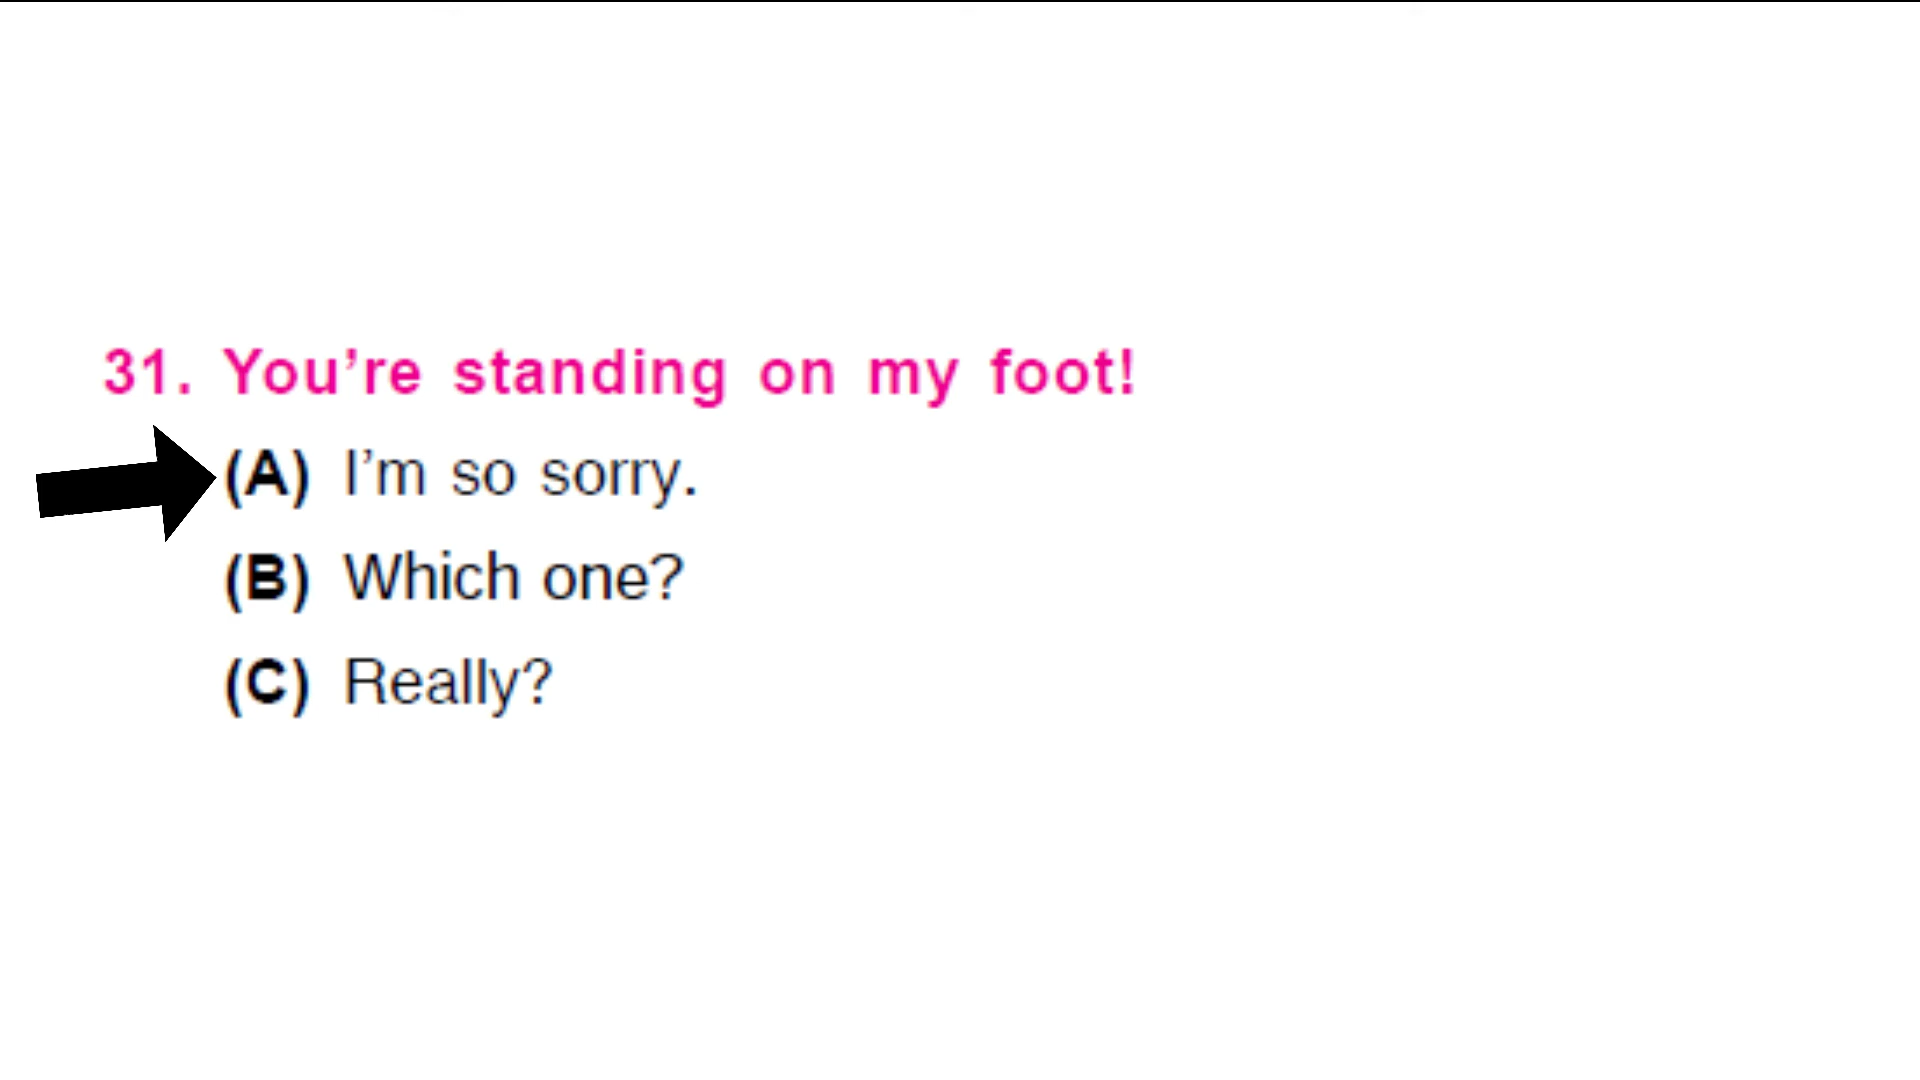 31. You’re standing on my foot!
(A) I’m so sorry.
(B) Which one?
(C) Really?